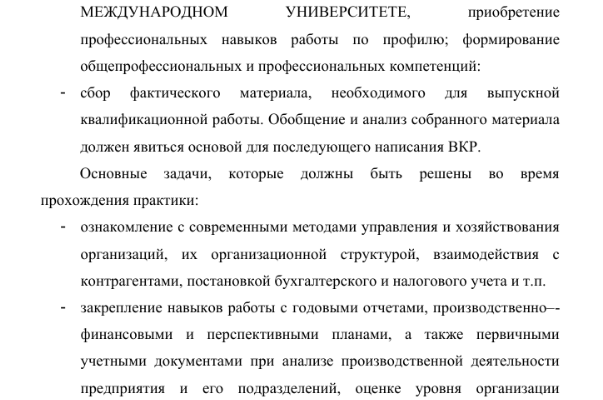 МЕЖДУНАРОДНОМ УНИВЕРСИТЕТЕ, приобретение
профессиональных навыков работы по профилю; формирование
общепрофессиональных и профессиональных компетенций:
- сбор фактического материала, необходимого для выпускной
квалификационной работы. Обобщение и анализ собранного материала
должен явиться основой для последующего написания ВКР.
Основные задачи, которые должны быть решены во время
прохождения практики:
- ознакомление с современными методами управления и хозяйствования
организаций, их организационной структурой, взаимодействия с
контрагентами, постановкой бухгалтерского и налогового учета и т.п.
- закрепление навыков работы с годовыми отчетами, производственно–-
финансовыми и перспективными планами, а также первичными
учетными документами при анализе производственной деятельности
предприятия и его подразделений, оценке уровня организации